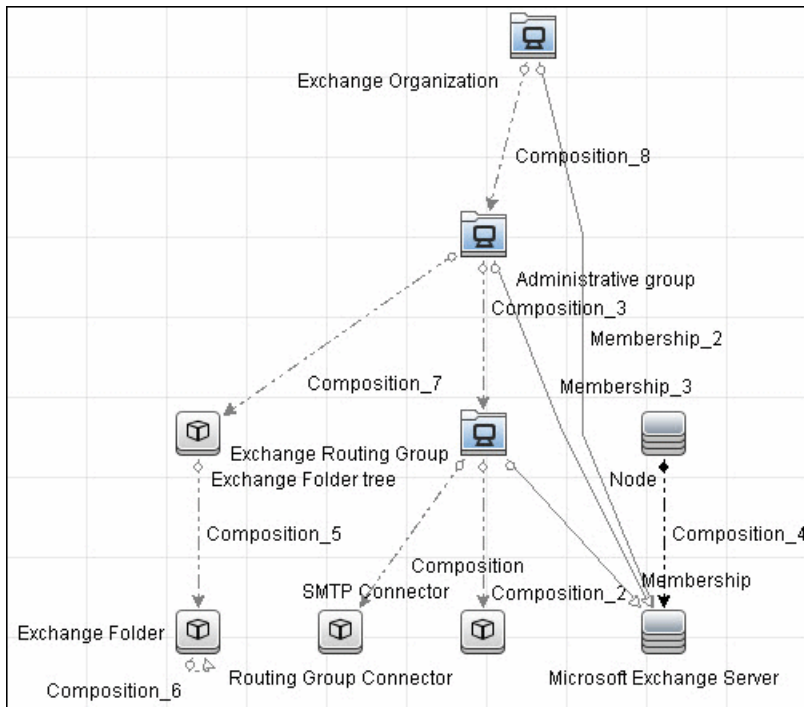 Exchange Organization
Composition_8
Administrative group
Composition_3
Membership_2
Composition_7
Membership_3
Exchange Routing Group
Exchange Folder tree
Node
Composition_5
Composition_4
Composition
Membership
SMTP Connector
Composition_2
Exchange Folder
Routing Group Connector
Microsoft Exchange Server
Composition_6